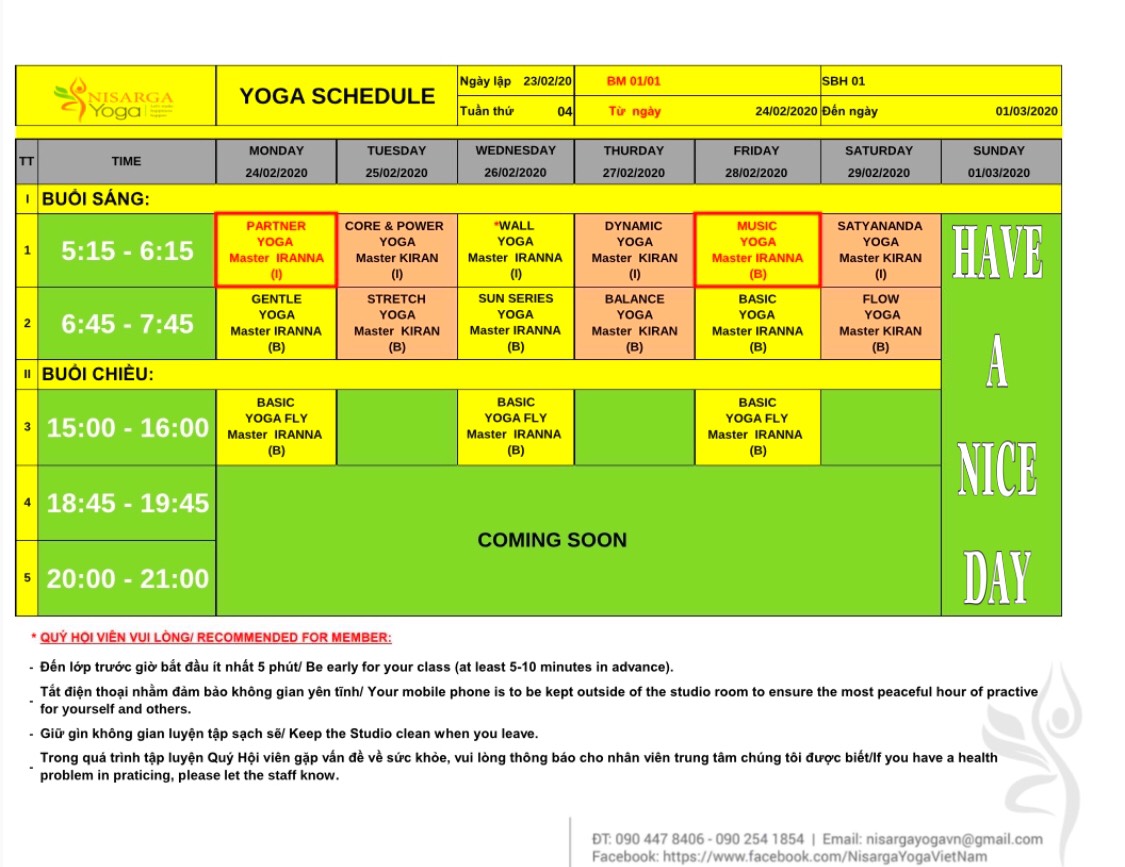 NISARGA
Yoga
YOGA SCHEDULE
Ngày lập 23/02/20 BM 01/01 SBH 01
Tuần thứ 04 Từ ngày 24/02/2020 Đến ngày 01/03/2020
TT TIME MONDAY TUESDAY WEDNESDAY THURDAY FRIDAY SATURDAY SUNDAY
24/02/2020 25/02/2020 26/02/2020 27/02/2020 28/02/2020 29/02/2020 01/03/2020
I BUỔI SÁNG:
1 5:15 - 6:15
PARTNER
YOGA
Master IRANNA
(I)
CORE & POWER
YOGA
Master KIRAN
(I)
*WALL
YOGA
Master IRANNA
(I)
DYNAMIC
YOGA
Master KIRAN
(I)
MUSIC
YOGA
Master IRANNA
(B)
SATYANANDA
YOGA
Master KIRAN
(I)
2 6:45 - 7:45
GENTLE
YOGA
Master IRANNA
(B)
STRETCH
YOGA
Master KIRAN
(B)
SUN SERIES
YOGA
Master IRANNA
(B)
BALANCE
YOGA
Master KIRAN
(B)
BASIC
YOGA
Master IRANNA
(B)
FLOW
YOGA
Master KIRAN
(B)
II BUỔI CHIỀU:
3 15:00 - 16:00
BASIC
YOGA FLY
Master IRANNA
(B)
BASIC
YOGA FLY
Master IRANNA
(B)
BASIC
YOGA FLY
Master IRANNA
(B)
4 18:45 - 19:45
5 20:00 - 21:00
COMING SOON
HAVE
A
NICE
DAY
* QUÝ HỘI VIÊN VUI LÒNG/ RECOMMENDED FOR MEMBER:
- Đến lớp trước giờ bắt đầu ít nhất 5 phút/ Be early for your class (at least 5-10 minutes in advance).
- Tắt điện thoại nhằm đảm bảo không gian yên tĩnh/ Your mobile phone is to be kept outside of the studio room to ensure the most peaceful hour of practive
for yourself and others.
- Giữ gìn không gian luyện tập sạch sẽ/ Keep the Studio clean when you leave.
- Trong quá trình tập luyện Quý Hội viên gặp vấn đề về sức khỏe, vui lòng thông báo cho nhân viên trung tâm chúng tôi được biết/If you have a health
problem in praticing, please let the staff know.
ĐT: 090 447 8406 - 090 254 1854 | Email: nisargayogavn@gmail.com
Facebook: https://www.facebook.com/NisargaYogaVietNam